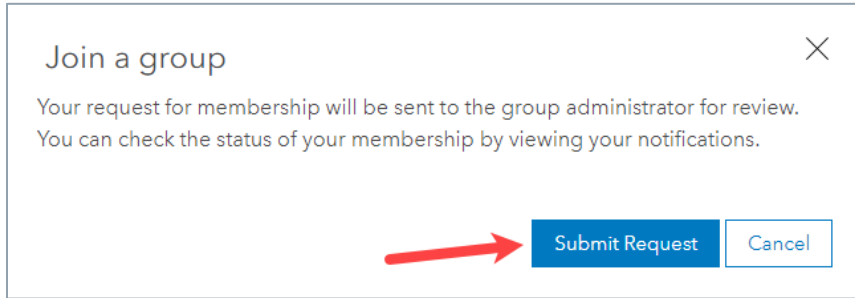 Join a group
Your request for membership will be sent to the group administrator for review.
You can check the status of your membership by viewing your notifications.
Submit Request
Cancel